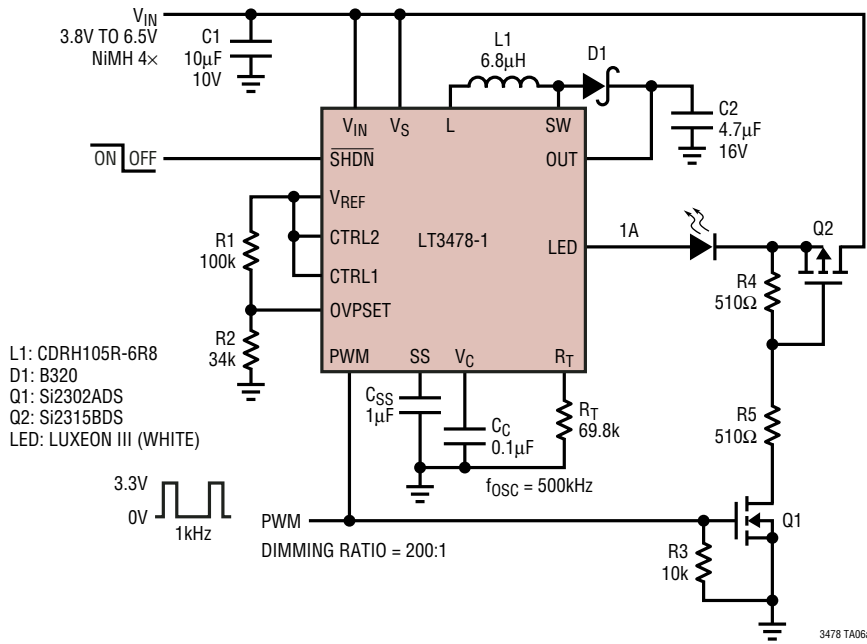 VIN
3.8V TO 6.5V
NiMH 4×
C1
10µF
10V
L1
6.8µH
D1
C2
4.7µF
16V
VIN
VS
L
SW
OUT
ON OFF
SHDN
VREF
CTRL2
CTRL1
OVPSET
LT3478-1
LED
1A
Q2
R1
100k
R2
34k
R4
510Ω
R5
510Ω
PWM
SS
VC
RT
CSS
1µF
CC
0.1µF
RT
69.8k
fOSC = 500kHz
L1: CDRH105R-6R8
D1: B320
Q1: Si2302ADS
Q2: Si2315BDS
LED: LUXEON III (WHITE)
3.3V
0V
1kHz
PWM
DIMMING RATIO = 200:1
R3
10k
Q1